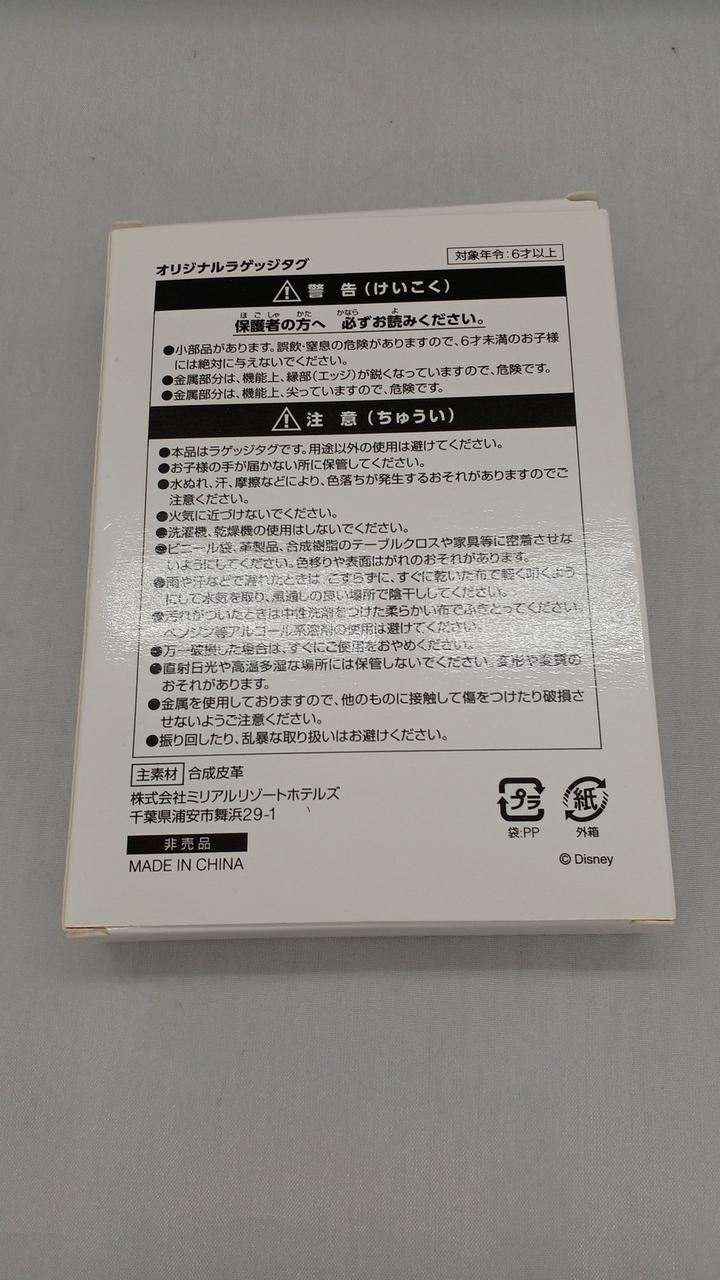 オリジナルラゲッジタグ
対象年令:6才以上
警告(けいこく)
ほごしゃ かた かなら よ
保護者の方へ 必ずお読みください。
●小部品があります。誤飲・窒息の危険がありますので、6才未満のお子様
には絶対に与えないでください。
●金属部分は、機能上、縁部(エッジ)が鋭くなっていますので、危険です。
●金属部分は、機能上、尖っていますので、危険です。
注意(ちゅうい)
●本品はラゲッジタグです。用途以外の使用は避けてください。
●お子様の手が届かない所に保管してください。
●水ぬれ、汗、摩擦などにより、色落ちが発生するおそれがありますのでご
注意ください。
●火気に近づけないでください。
●洗濯機、乾燥機の使用はしないでください。
●ビニール袋、革製品、合成樹脂のテーブルクロスや家具等に密着させな
いようにしてください。色移りや表面はがれのおそれがあります。
●雨や汗などで濡れたときは、こすらずに、すぐに乾いた布で軽く叩くよう
にして水気を取り、風通しの良い場所で陰干ししてください。
●汚れがついたときは中性洗剤をつけた柔らかい布でふきとってください。
ベンジン等アルコール系溶剤の使用は避けてください。
●万一破損した場合は、すぐにご使用をおやめください。
●直射日光や高温多湿な場所には保管しないでください。変形や変質の
おそれがあります。
●金属を使用しておりますので、他のものに接触して傷をつけたり破損さ
せないようご注意ください。
●振り回したり、乱暴な取り扱いはお避けください。
主素材 合成皮革
株式会社ミリアルリゾートホテルズ
千葉県浦安市舞浜29-1
非売品
MADE IN CHINA
プラ
袋:PP
紙
外箱
© Disney